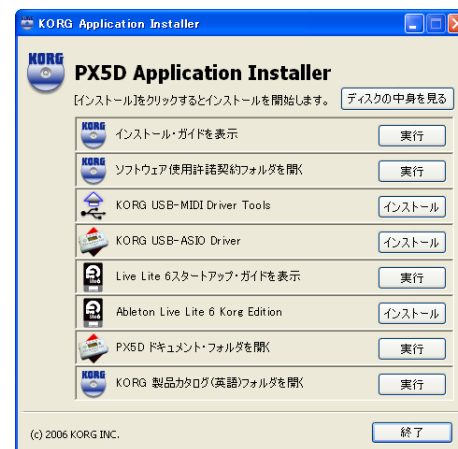 KORG Application Installer
KORG
PX5D Application Installer
[インストール]をクリックするとインストールを開始します。 ディスクの中身を見る
KORG インストール・ガイドを表示 実行
KORG ソフトウェア使用許諾契約フォルダを開く 実行
KORG USB-MIDI Driver Tools インストール
KORG USB-ASIO Driver インストール
Live Lite 6スタートアップ・ガイドを表示 実行
Ableton Live Lite 6 Korg Edition インストール
PX5D ドキュメント・フォルダを開く 実行
KORG KORG 製品カタログ(英語)フォルダを開く 実行
(c) 2006 KORG INC. 終了